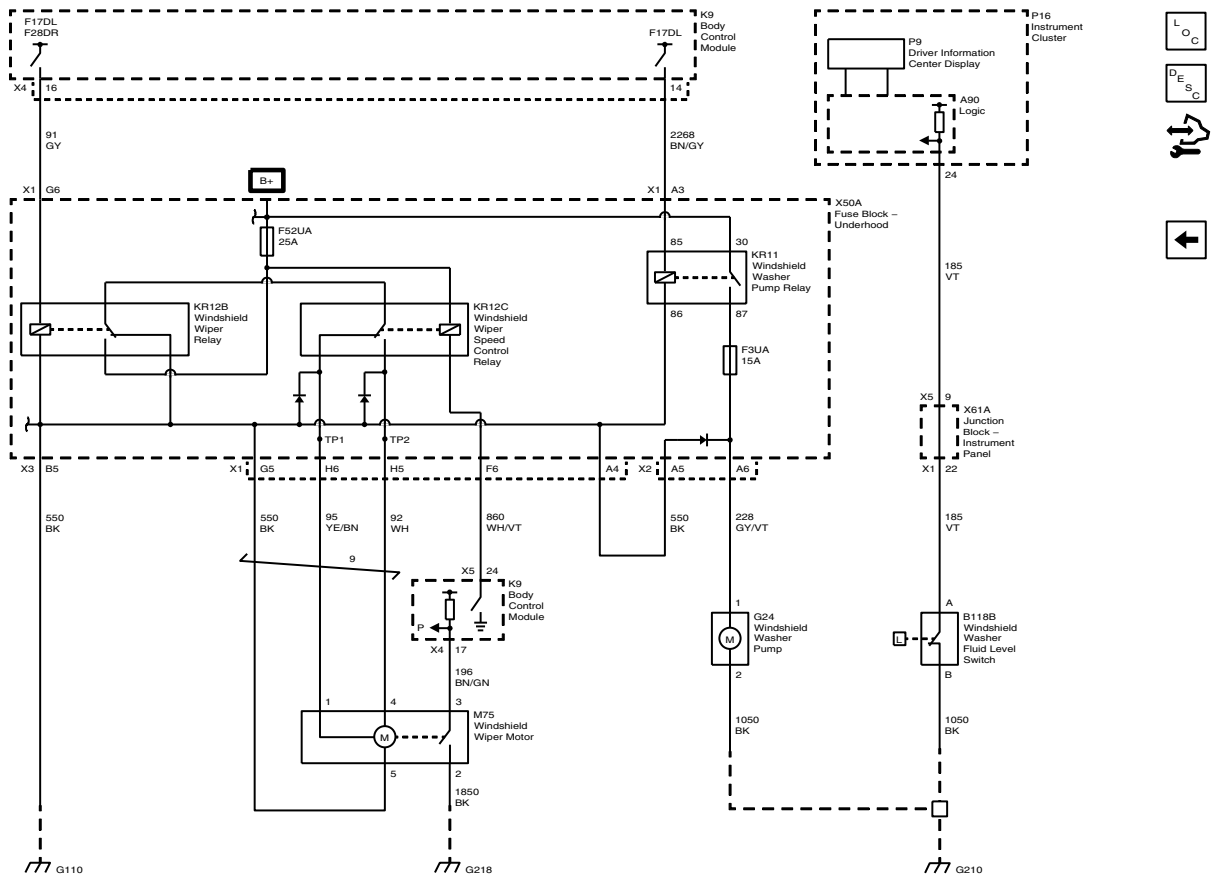 F17DL
F28DR
F17DL
K9
Body
Control
Module
X4 16
14
P16
Instrument
Cluster
P9
Driver Information
Center Display
A90
Logic
24
L
O
C
D
E
S
C
91
GY
2268
BN/GY
X1 G6
B+
X1 A3
X50A
Fuse Block –
Underhood
F52UA
25A
85
30
KR11
Windshield
Washer
Pump Relay
86
87
185
VT
KR12B
Windshield
Wiper
Relay
KR12C
Windshield
Wiper
Speed
Control
Relay
F3UA
15A
TP1
TP2
X5 9
X61A
Junction
Block –
Instrument
Panel
X1 22
X3 B5
X1 G5
H6
H5
F6
A4
X2 A5
A6
550
BK
550
BK
95
YE/BN
92
WH
860
WH/VT
550
BK
228
GY/VT
185
VT
9
X5 24
K9
Body
Control
Module
P
X4 17
196
BN/GN
1
G24
Windshield
Washer
Pump
M
2
A
B118B
Windshield
Washer
Fluid Level
Switch
L
B
1
4
3
M75
Windshield
Wiper Motor
M
5
2
1850
BK
1050
BK
1050
BK
G110
G218
G210